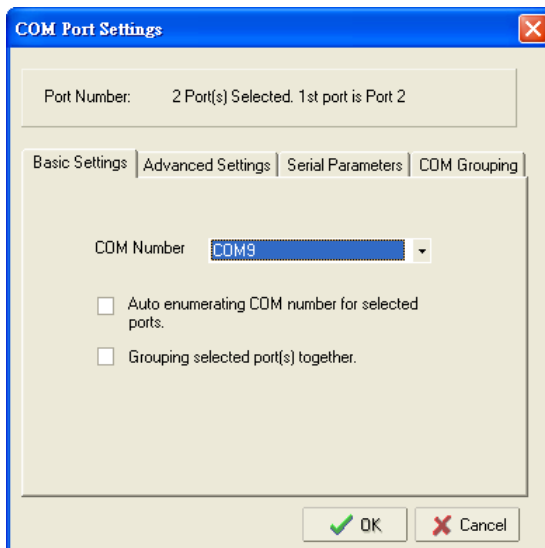 COM Port Settings
Port Number: 2 Port(s) Selected. 1st port is Port 2
Basic Settings Advanced Settings Serial Parameters COM Grouping
COM Number COM9
Auto enumerating COM number for selected
ports.
Grouping selected port(s) together.
OK Cancel